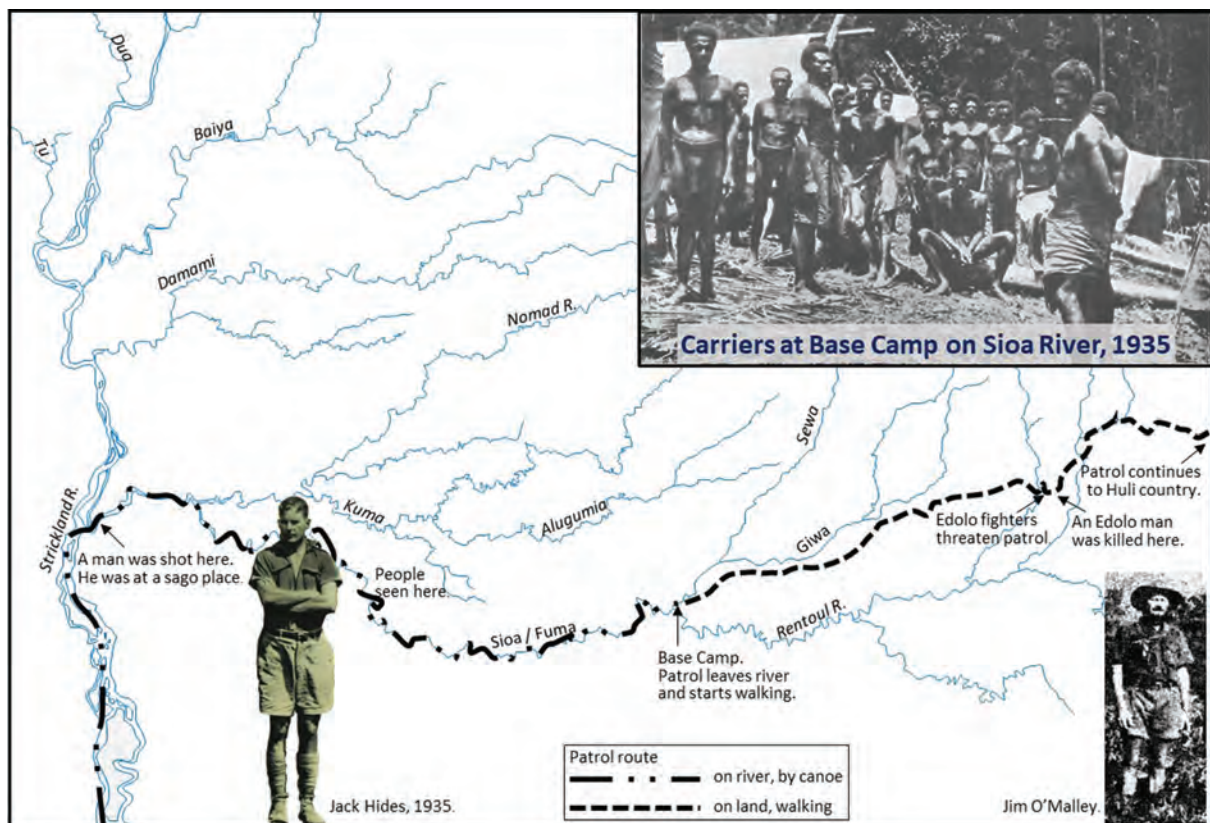 Dua
Tu
Baiya
Damami
Nomad R.
Carriers at Base Camp on Sioa River, 1935
Strickland R.
Kuma
Alugumia
Sewa
Giwa
Rentoul R.
Sioa / Fuma
A man was shot here.
He was at a sago place.
People
seen here.
Base Camp.
Patrol leaves river
and starts walking.
Edolo fighters
threaten patrol.
An Edolo man
was killed here.
Patrol continues
to Huli country.
Jack Hides, 1935.
Patrol route
on river, by canoe
on land, walking
Jim O'Malley.